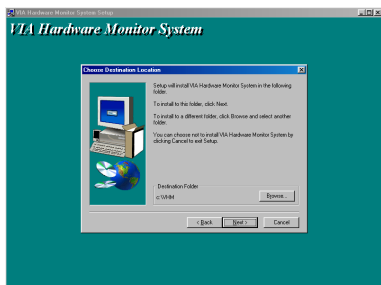 VIA Hardware Monitor System Setup
VIA Hardware Monitor System
Choose Destination Location
Setup will install VIA Hardware Monitor System in the following
folder.
To install to this folder, click Next.
To install to a different folder, click Browse and select another
folder.
You can choose not to install VIA Hardware Monitor System by
clicking Cancel to exit Setup.
Destination Folder
c:\VHM
Browse...
< Back
Next >
Cancel